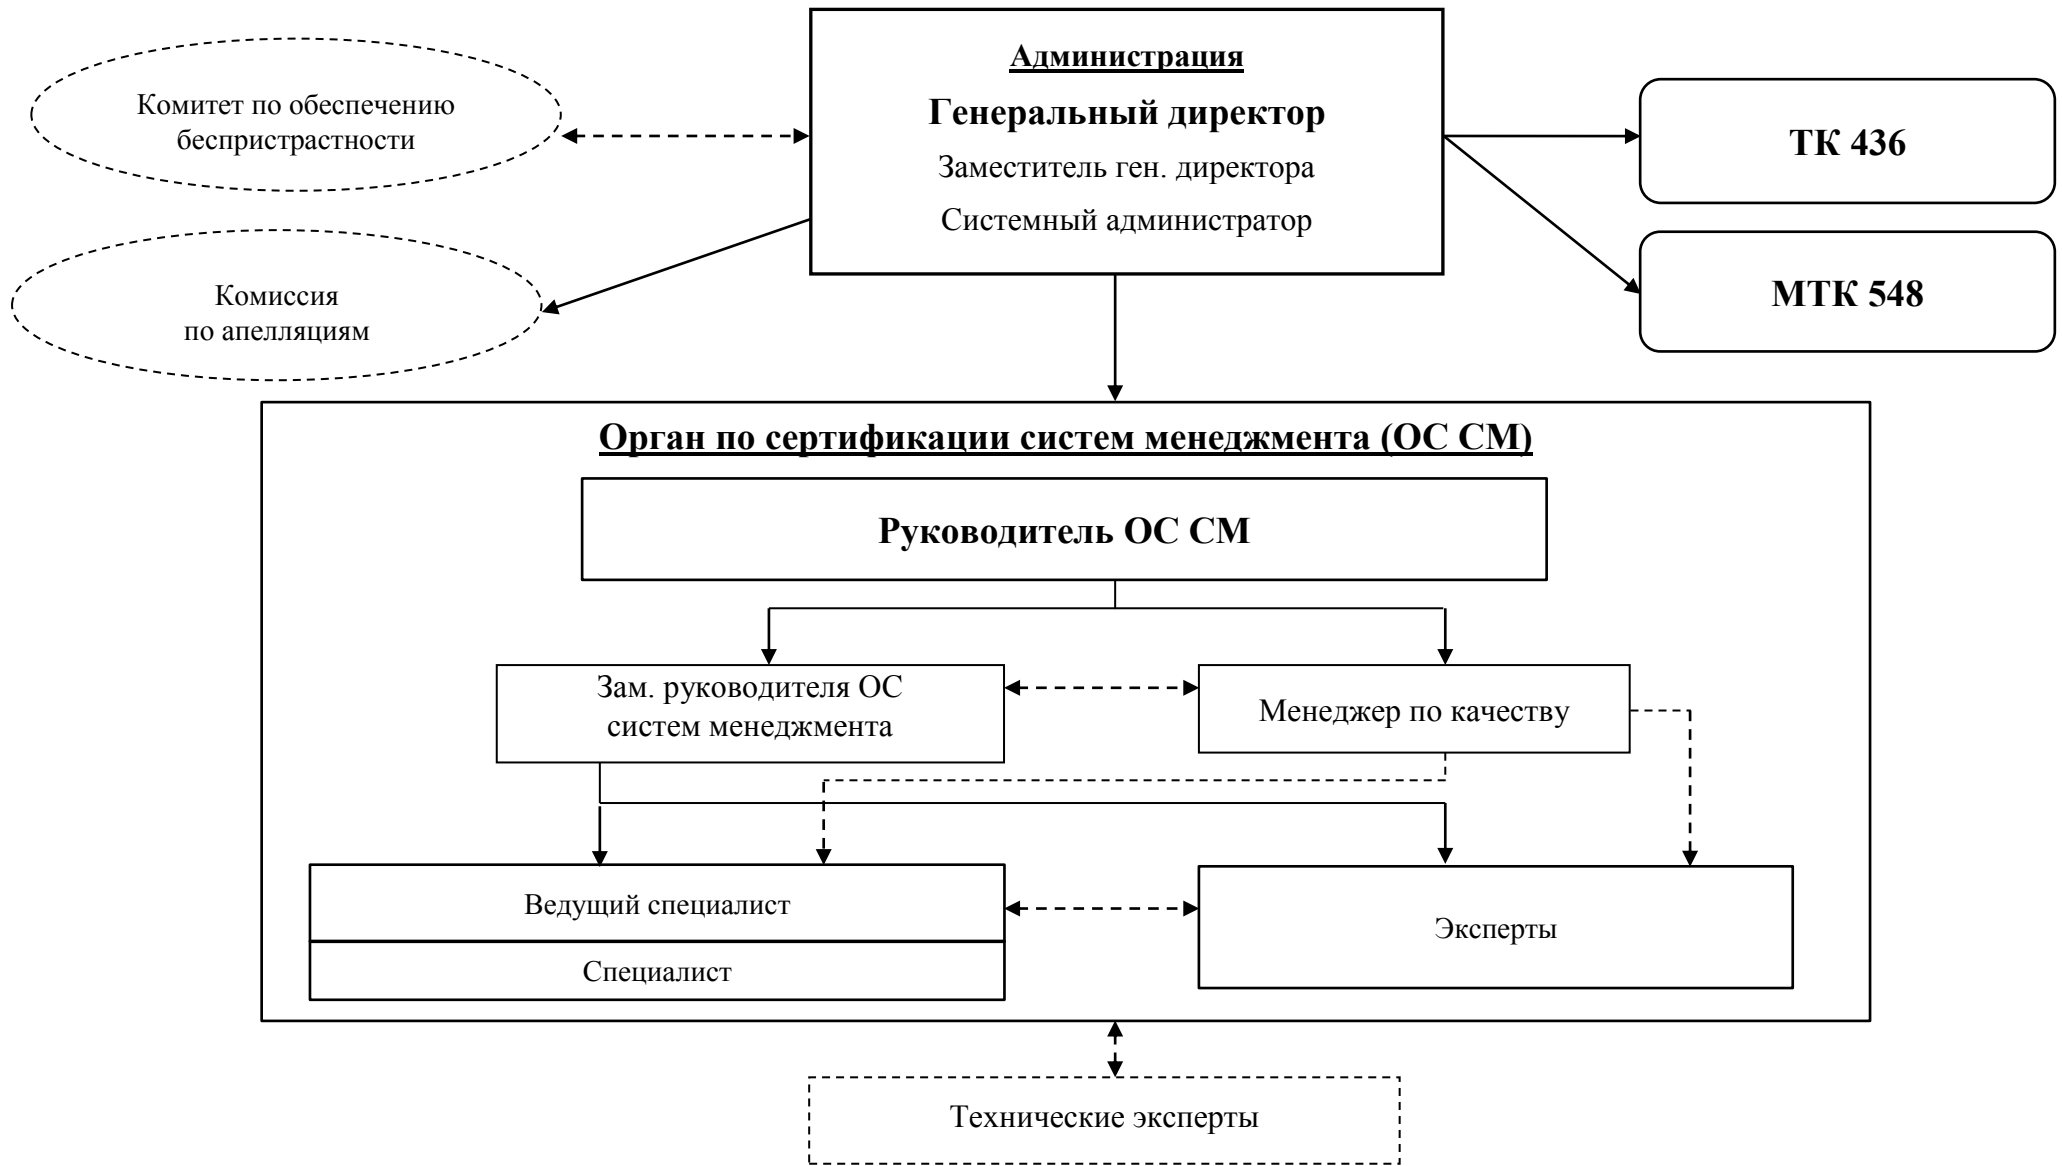 Администрация
Генеральный директор
Заместитель ген. директора
Системный администратор
Комитет по обеспечению
беспристрастности
Комиссия
по апелляциям
ТК 436
МТК 548
Орган по сертификации систем менеджмента (ОС СМ)
Руководитель ОС СМ
Зам. руководителя ОС
систем менеджмента
Менеджер по качеству
Ведущий специалист
Специалист
Эксперты
Технические эксперты